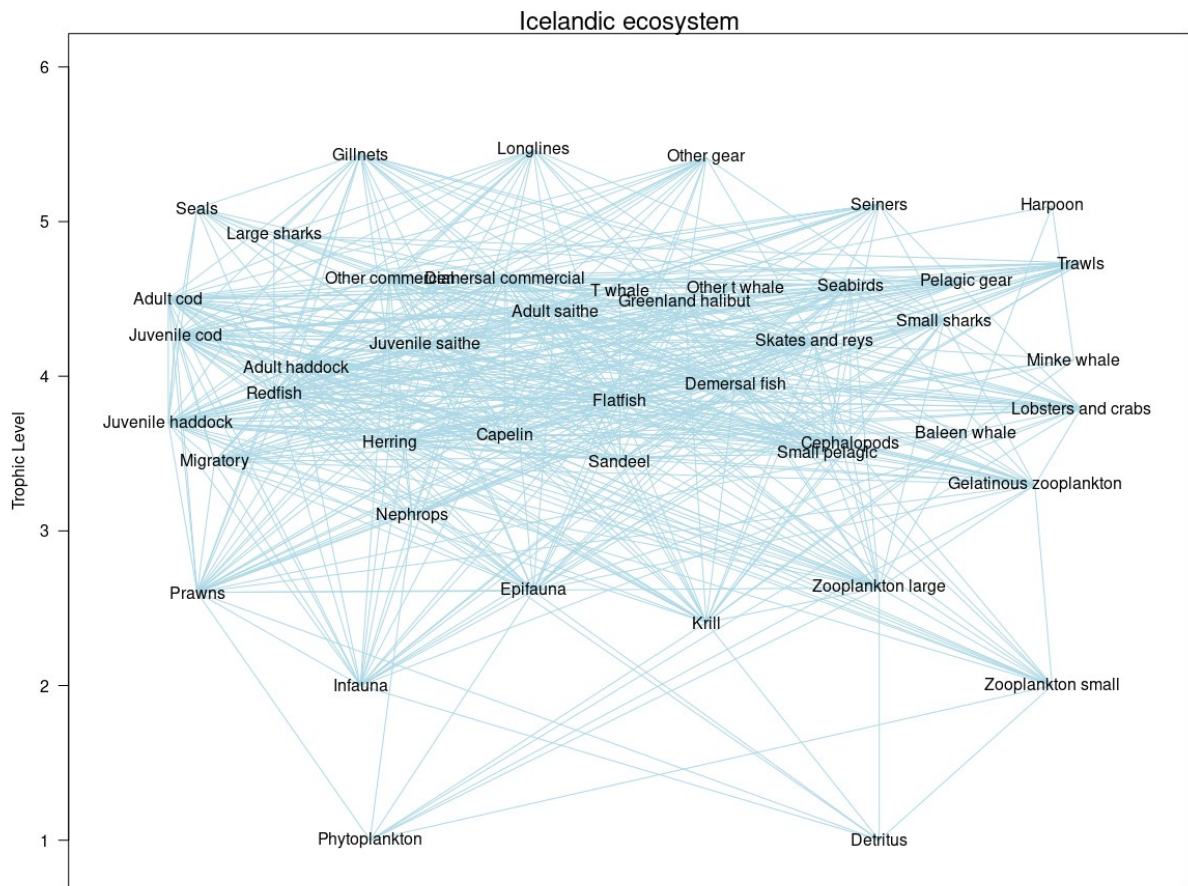 Icelandic ecosystem
6
Longlines
Gillnets
Other gear
Seals
Seiners
Harpoon
5
Large sharks
Trawls
Other commercial
Demersal commercial
Pelagic gear
T whale
Other t whale
Seabirds
Adult cod
Greenland halibut
Adult saithe
Small sharks
Juvenile cod
Skates and reys
Juvenile saithe
Minke whale
Adult haddock
4
Demersal fish
Redfish
Flatfish
Lobsters and crabs
Juvenile haddock
Capelin
Baleen whale
Herring
Cephalopods
Small pelagic
Migratory
Sandeel
Gelatinous zooplankton
Trophic Level
Nephrops
3
Zooplankton large
Epifauna
Prawns
Krill
2
Infauna
Zooplankton small
1
Phytoplankton
Detritus